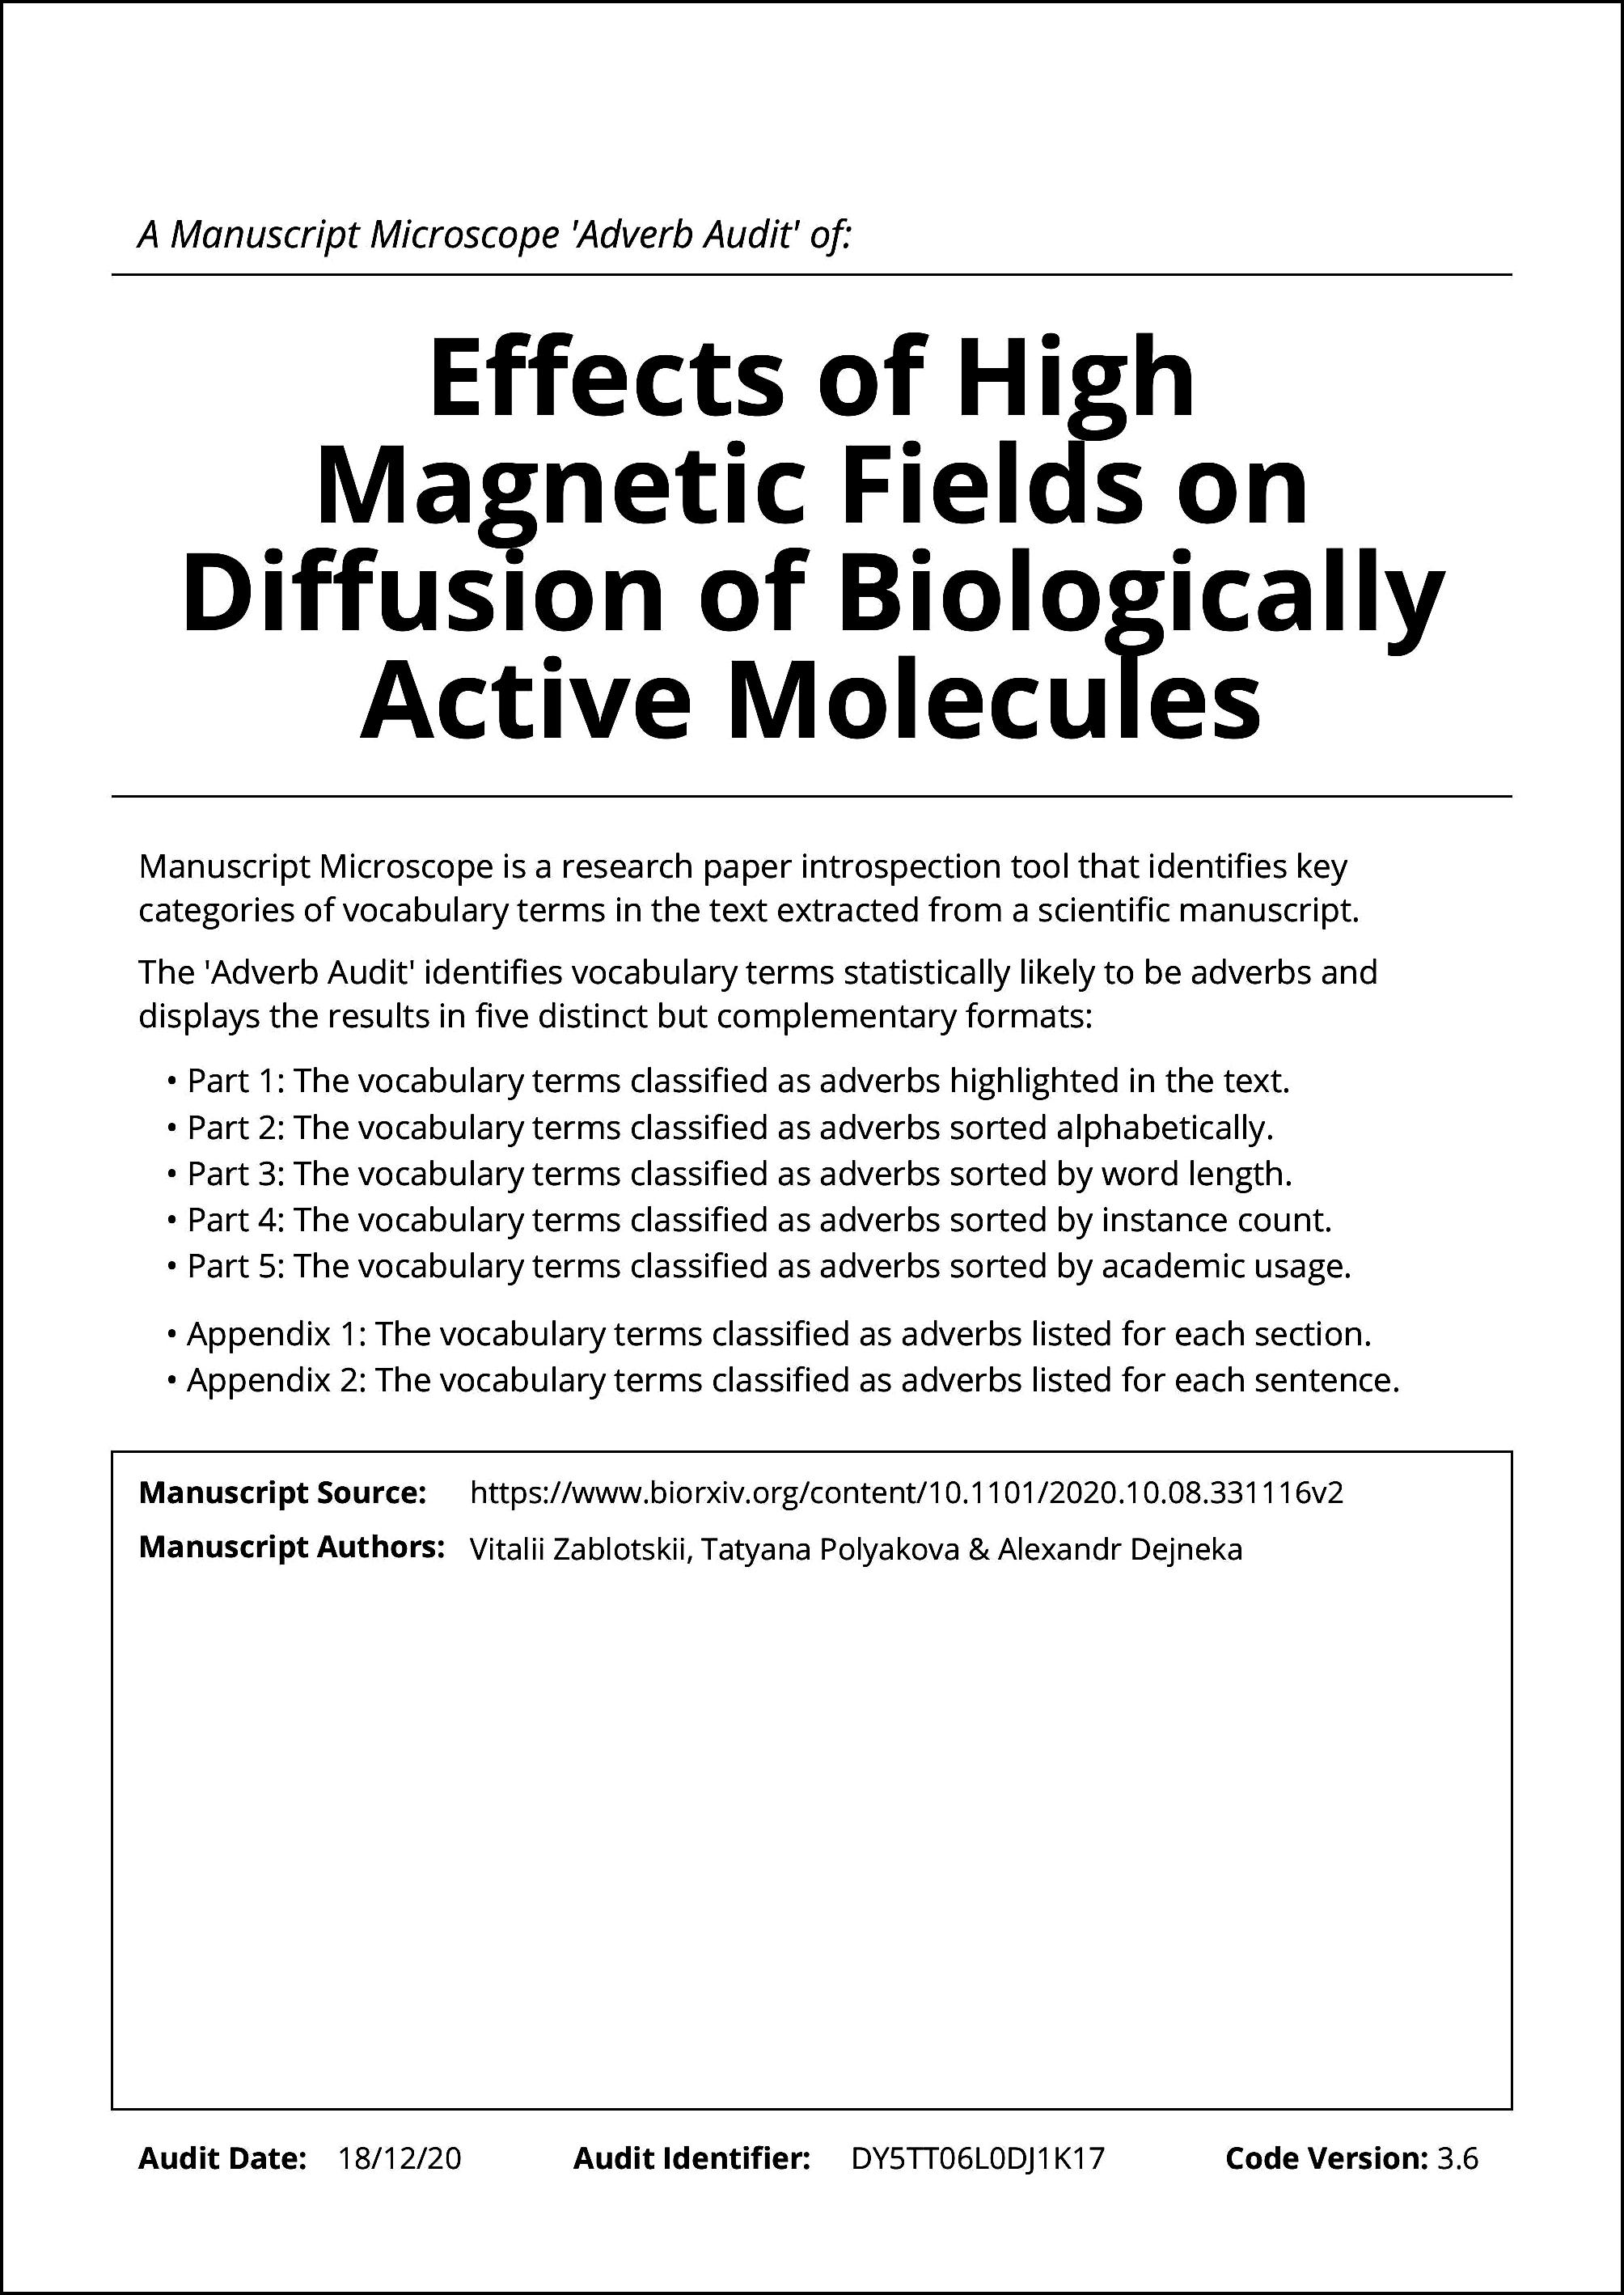 A Manuscript Microscope 'Adverb Audit' of:
Effects of High
Magnetic Fields on
Diffusion of Biologically
Active Molecules
Manuscript Microscope is a research paper introspection tool that identifies key
categories of vocabulary terms in the text extracted from a scientific manuscript.
The 'Adverb Audit' identifies vocabulary terms statistically likely to be adverbs and
displays the results in five distinct but complementary formats:
• Part 1: The vocabulary terms classified as adverbs highlighted in the text.
• Part 2: The vocabulary terms classified as adverbs sorted alphabetically.
• Part 3: The vocabulary terms classified as adverbs sorted by word length.
• Part 4: The vocabulary terms classified as adverbs sorted by instance count.
• Part 5: The vocabulary terms classified as adverbs sorted by academic usage.
• Appendix 1: The vocabulary terms classified as adverbs listed for each section.
• Appendix 2: The vocabulary terms classified as adverbs listed for each sentence.
Manuscript Source: https://www.biorxiv.org/content/10.1101/2020.10.08.331116v2
Manuscript Authors: Vitalii Zablotskii, Tatyana Polyakova & Alexandr Dejneka
Audit Date: 18/12/20 Audit Identifier: DY5TT06L0DJ1K17 Code Version: 3.6